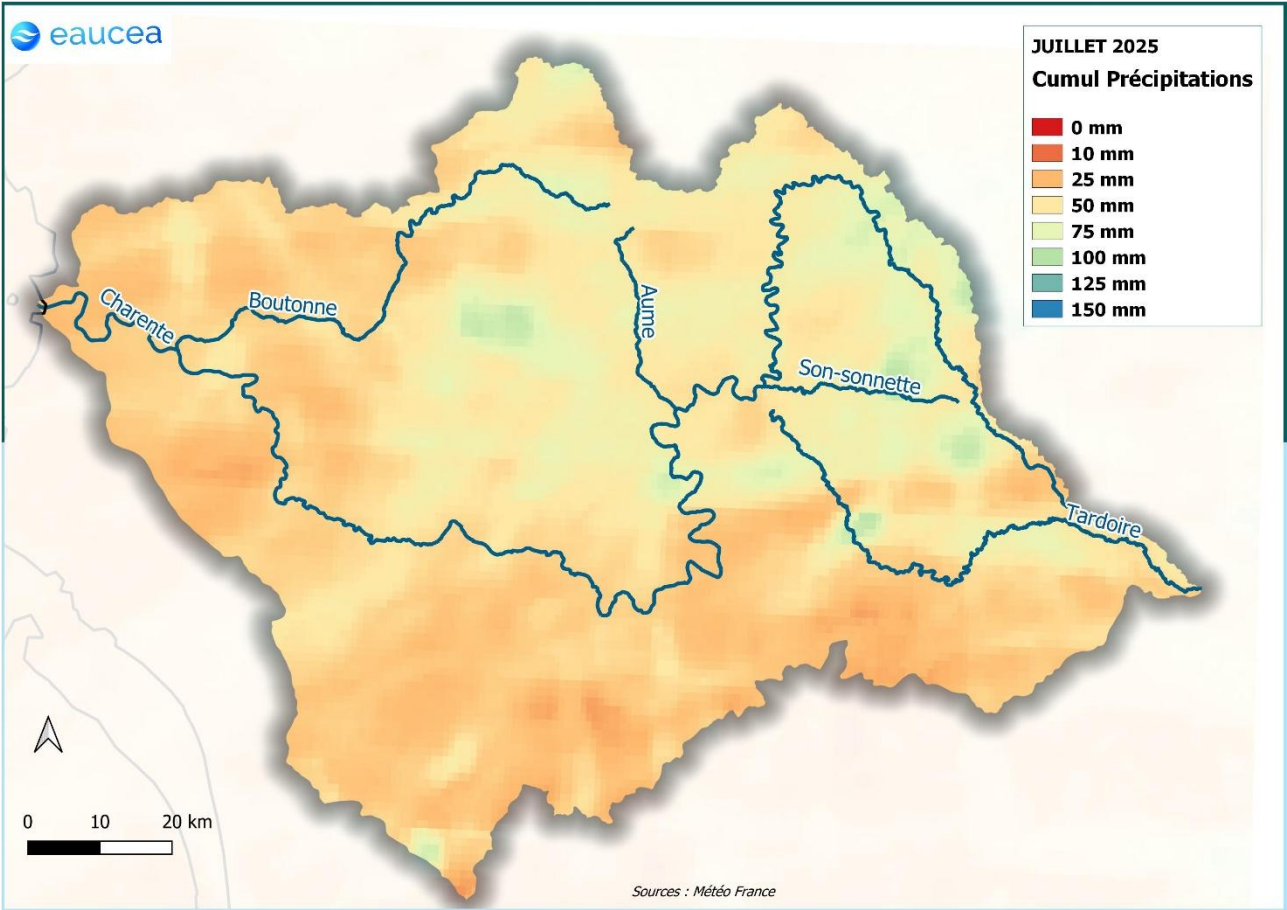 eaucea
JUILLET 2025
Cumul Précipitations
0 mm
10 mm
25 mm
50 mm
75 mm
100 mm
125 mm
150 mm
Charente
Boutonne
Aume
Son-sonnette
Tardoire
0 10 20 km
Sources : Météo France